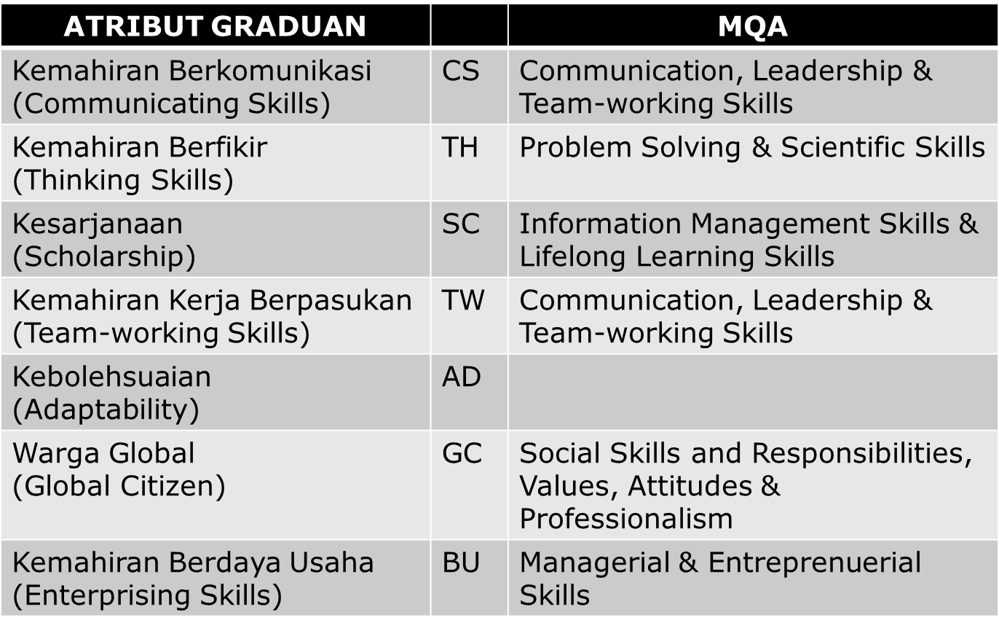 ATRIBUT GRADUAN MQA
Kemahiran Berkomunikasi CS Communication, Leadership &
(Communicating Skills) Team-working Skills
Kemahiran Berfikir TH Problem Solving & Scientific Skills
(Thinking Skills)
Kesarjanaan SC Information Management Skills &
(Scholarship) Lifelong Learning Skills
Kemahiran Kerja Berpasukan TW Communication, Leadership &
(Team-working Skills) Team-working Skills
Kebolehsuaian AD
(Adaptability)
Warga Global GC Social Skills and Responsibilities,
(Global Citizen) Values, Attitudes &
Professionalism
Kemahiran Berdaya Usaha BU Managerial & Entreprenuerial
(Enterprising Skills) Skills